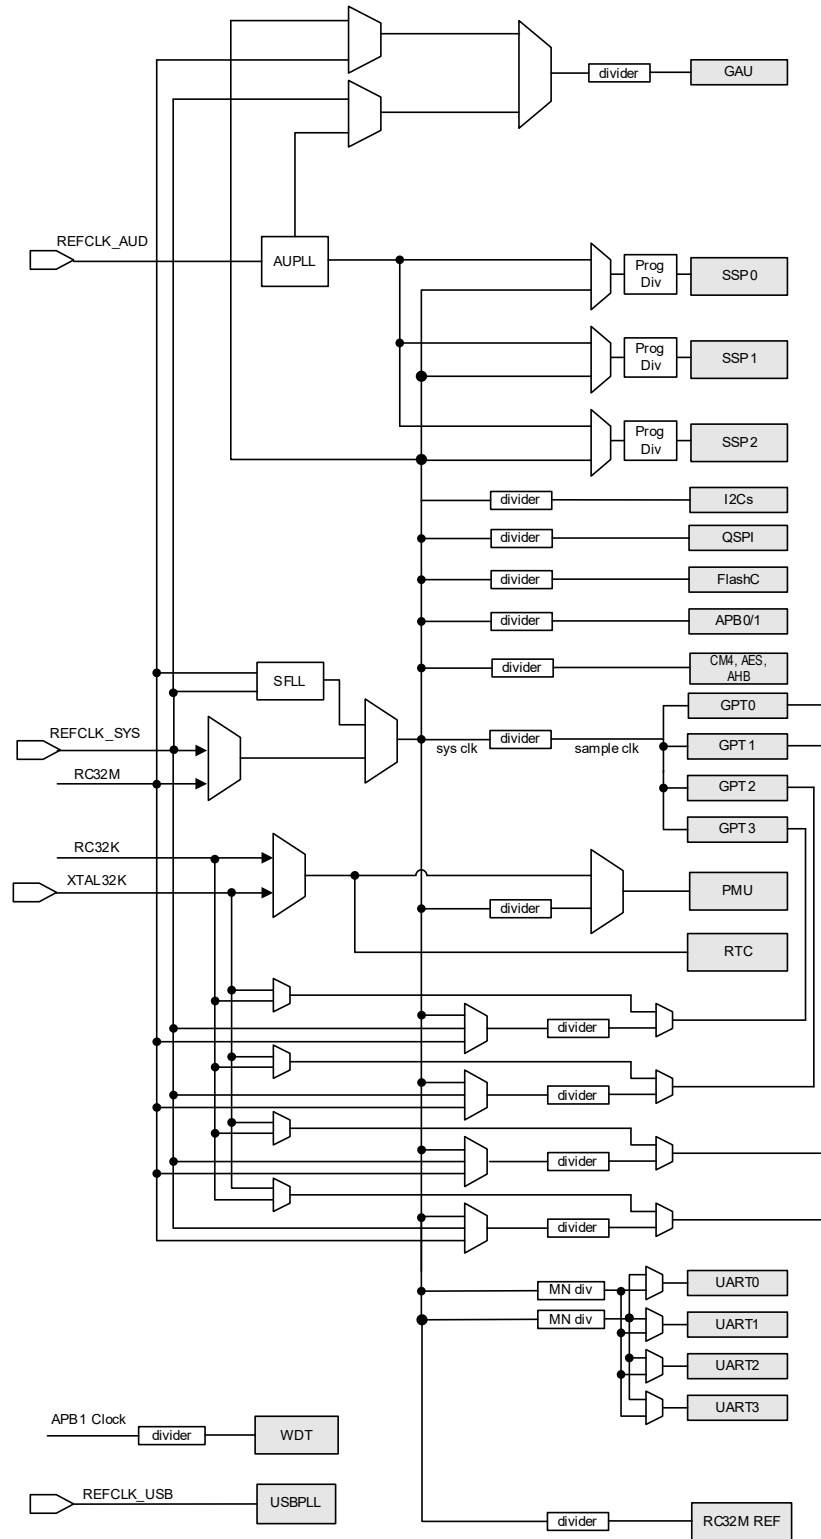 divider
GAU
REFCLK_AUD
AUPLL
Prog
Div
SSP0
Prog
Div
SSP1
Prog
Div
SSP2
divider
I2Cs
divider
QSPI
divider
FlashC
divider
APB0/1
divider
CM4, AES,
AHB
SFLL
REFCLK_SYS
RC32M
sys clk
divider
sample clk
GPT0
GPT1
GPT2
GPT3
RC32K
XTAL32K
divider
PMU
RTC
divider
divider
divider
divider
MN div
UART0
MN div
UART1
UART2
UART3
APB1 Clock
divider
WDT
REFCLK_USB
USBPLL
divider
RC32M REF